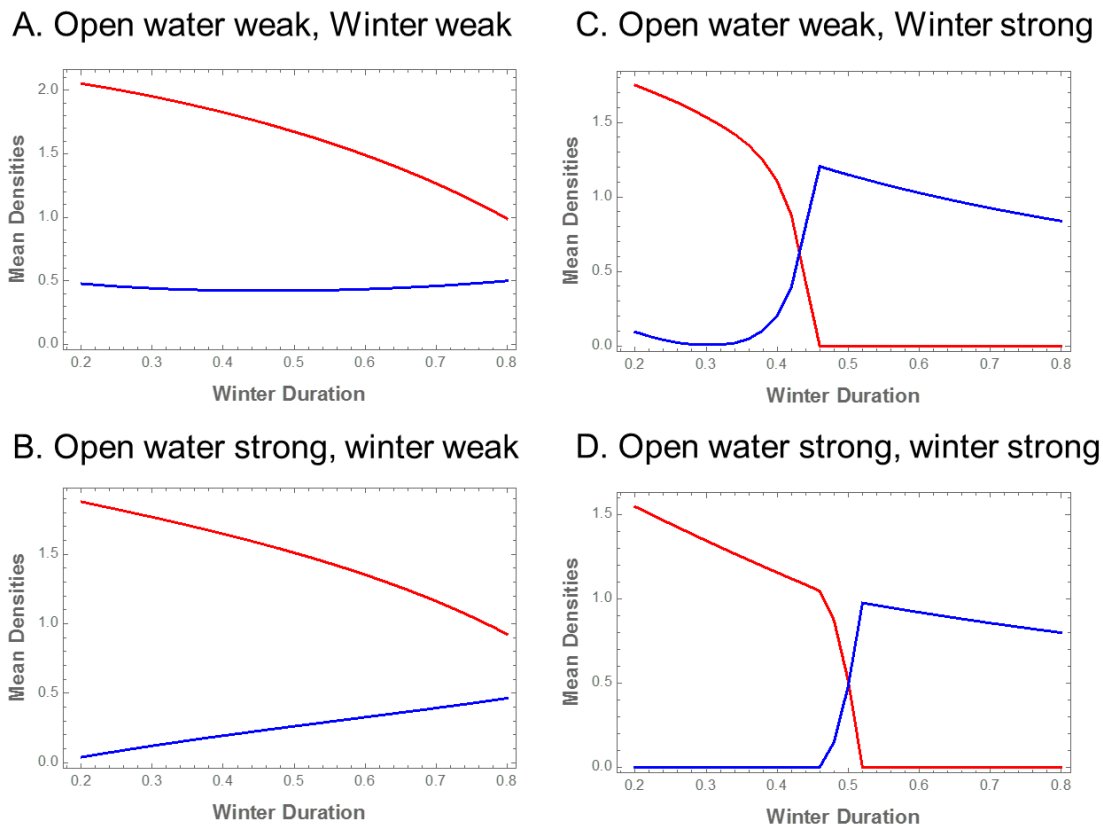 A. Open water weak, Winter weak
Mean Densities
2.0
1.5
1.0
0.5
0.0
0.2 0.3 0.4 0.5 0.6 0.7 0.8
Winter Duration
C. Open water weak, Winter strong
Mean Densities
1.5
1.0
0.5
0.0
0.2 0.3 0.4 0.5 0.6 0.7 0.8
Winter Duration
B. Open water strong, winter weak
Mean Densities
1.5
1.0
0.5
0.0
0.2 0.3 0.4 0.5 0.6 0.7 0.8
Winter Duration
D. Open water strong, winter strong
Mean Densities
1.5
1.0
0.5
0.0
0.2 0.3 0.4 0.5 0.6 0.7 0.8
Winter Duration